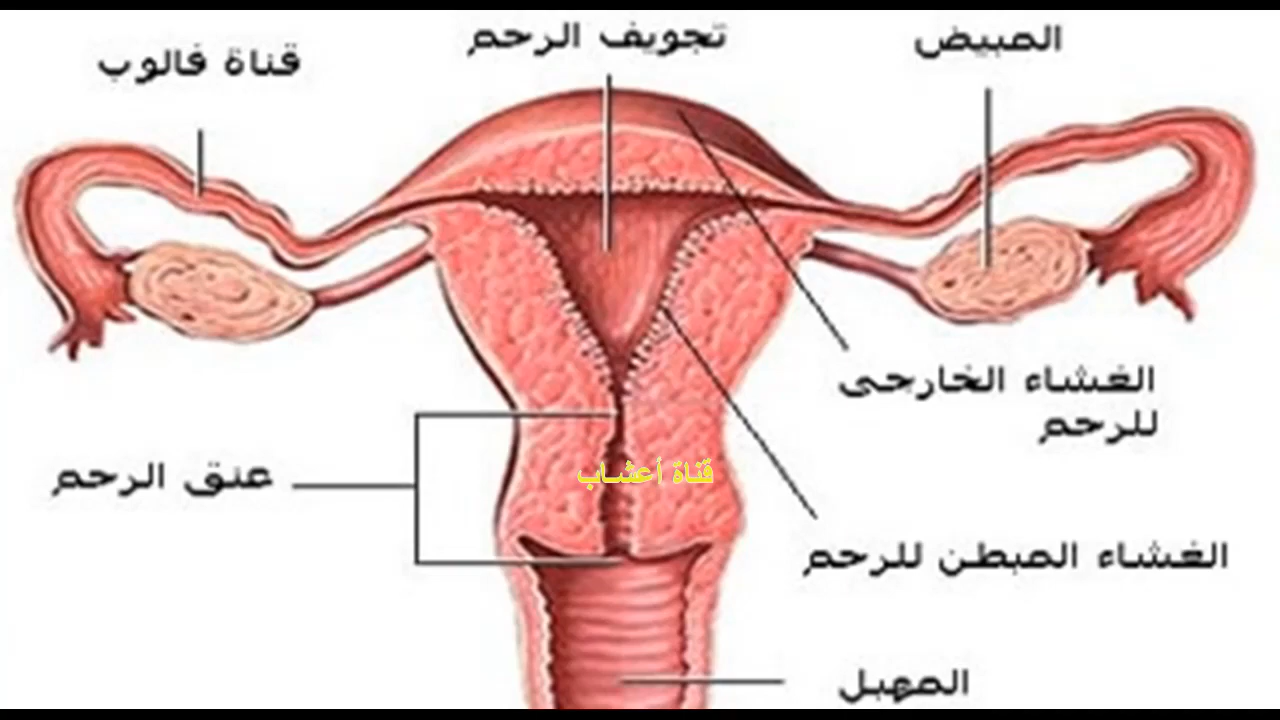 المبيض
تجويف الرحم
قناة فالوب
الغشاء الخارجى
للرحم
عنق الرحم
قناة أعشاب
الغشاء المبطن للرحم
المهبل